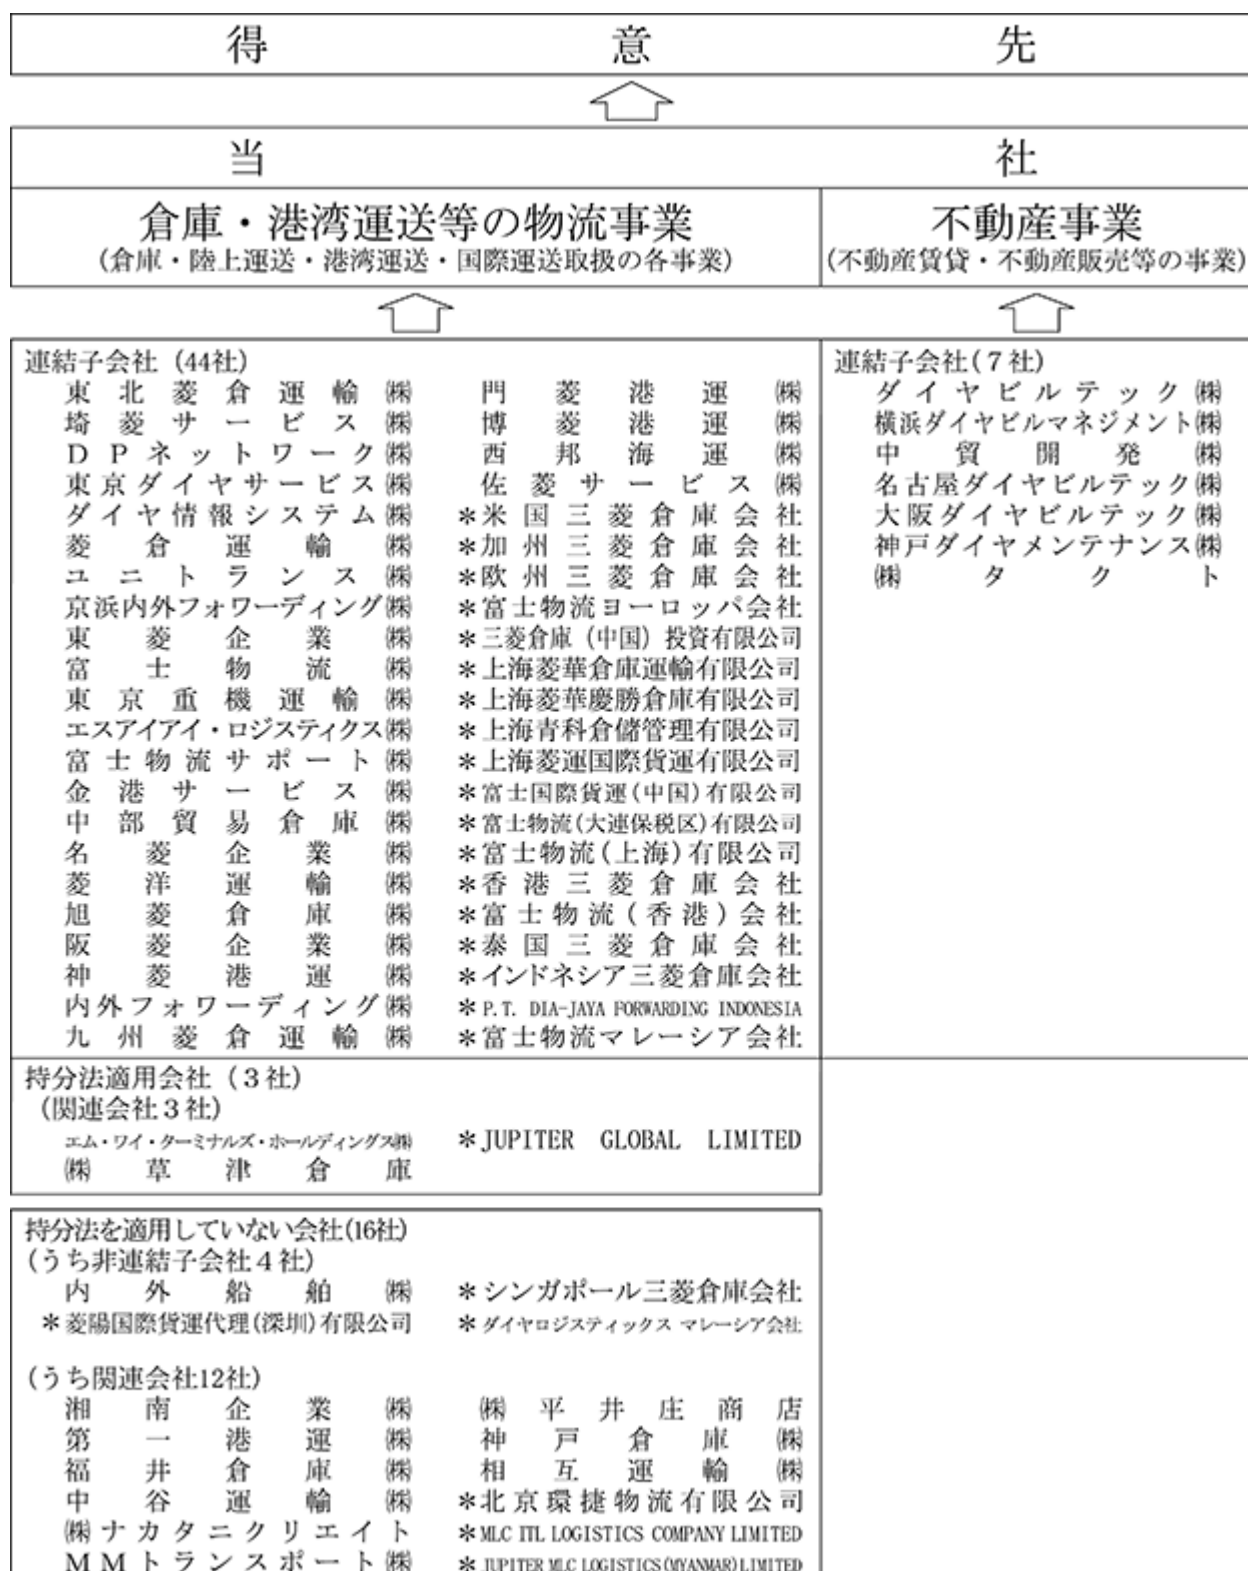 得意先
当社
倉庫・港湾運送等の物流事業
(倉庫・陸上運送・港湾運送・国際運送取扱の各事業)
不動産事業
(不動産賃貸・不動産販売等の事業)
連結子会社 (44社)
東北菱倉運輸㈱
埼菱サービス㈱
DPネットワーク㈱
東京ダイヤサービス㈱
ダイヤ情報システム㈱
菱倉運輸㈱
ユニトランス㈱
京浜内外フォワーディング㈱
東菱企業㈱
富士物流㈱
東京重機運輸㈱
エスアイアイ・ロジスティクス㈱
富士物流サポート㈱
金港サービス㈱
中部貿易倉庫㈱
名菱企業㈱
菱洋運輸㈱
旭菱倉庫㈱
阪菱企業㈱
神菱港運㈱
内外フォワーディング㈱
九州菱倉運輸㈱
門菱港運㈱
博菱港運㈱
西邦海運㈱
佐菱サービス㈱
*米国三菱倉庫会社
*加州三菱倉庫会社
*欧州三菱倉庫会社
*富士物流ヨーロッパ会社
*三菱倉庫 (中国) 投資有限公司
*上海菱華倉庫運輸有限公司
*上海菱華慶勝倉庫有限公司
*上海青科倉儲管理有限公司
*上海菱運国際貨運有限公司
*富士国際貨運(中国)有限公司
*富士物流(大連保税区)有限公司
*富士物流(上海)有限公司
*香港三菱倉庫会社
*富士物流(香港)会社
*泰国三菱倉庫会社
*インドネシア三菱倉庫会社
*P.T. DIA-JAYA FORWARDING INDONESIA
*富士物流マレーシア会社
連結子会社(7社)
ダイヤビルテック㈱
横浜ダイヤビルマネジメント㈱
中貿開発㈱
名古屋ダイヤビルテック㈱
大阪ダイヤビルテック㈱
神戸ダイヤメンテナンス㈱
㈱タクト
持分法適用会社 (3社)
(関連会社3社)
エム・ワイ・ターミナルズ・ホールディングス㈱
㈱草津倉庫
*JUPITER GLOBAL LIMITED
持分法を適用していない会社(16社)
(うち非連結子会社4社)
内外船舶㈱
*菱陽国際貨運代理(深圳)有限公司
*シンガポール三菱倉庫会社
*ダイヤロジスティックス マレーシア会社
(うち関連会社12社)
湘南企業㈱
第一港運㈱
福井倉庫㈱
中谷運輸㈱
㈱ナカタニクリエイト
MMトランスポート㈱
㈱平井庄商店
神戸倉庫㈱
相互運輸㈱
*北京環捷物流有限公司
*MLC ITL LOGISTICS COMPANY LIMITED
*JUPITER MLC LOGISTICS(MYANMAR)LIMITED